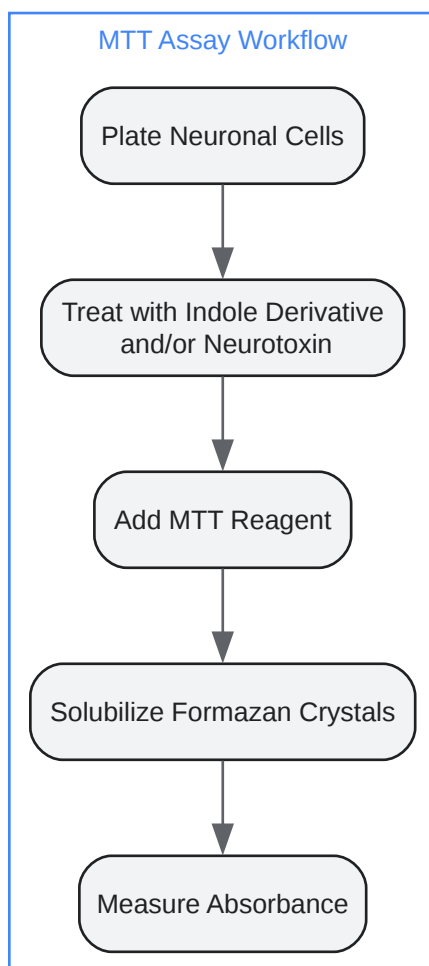 MTT Assay Workflow
Plate Neuronal Cells
Treat with Indole Derivative
and/or Neurotoxin
Add MTT Reagent
Solubilize Formazan Crystals
Measure Absorbance